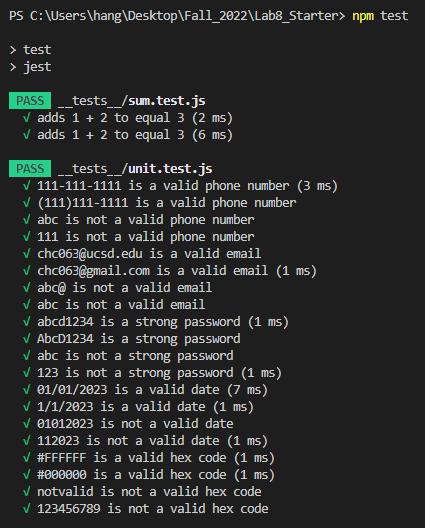 PS C:\Users\hang\Desktop\Fall_2022\Lab8_Starter> npm test
> test
> jest
PASS __tests__/sum.test.js
√ adds 1 + 2 to equal 3 (2 ms)
√ adds 1 + 2 to equal 3 (6 ms)
PASS __tests__/unit.test.js
√ 111-111-1111 is a valid phone number (3 ms)
√ (111)111-1111 is a valid phone number
√ abc is not a valid phone number
√ 111 is not a valid phone number
√ chc063@ucsd.edu is a valid email
√ chc063@gmail.com is a valid email (1 ms)
√ abc@ is not a valid email
√ abc is not a valid email
√ abcd1234 is a strong password (1 ms)
√ AbCD1234 is a strong password
√ abc is not a strong password
√ 123 is not a strong password (1 ms)
√ 01/01/2023 is a valid date (7 ms)
√ 1/1/2023 is a valid date (1 ms)
√ 01012023 is not a valid date
√ 112023 is not a valid date (1 ms)
√ #FFFFFF is a valid hex code (1 ms)
√ #000000 is a valid hex code (1 ms)
√ notvalid is not a valid hex code
√ 123456789 is not a valid hex code